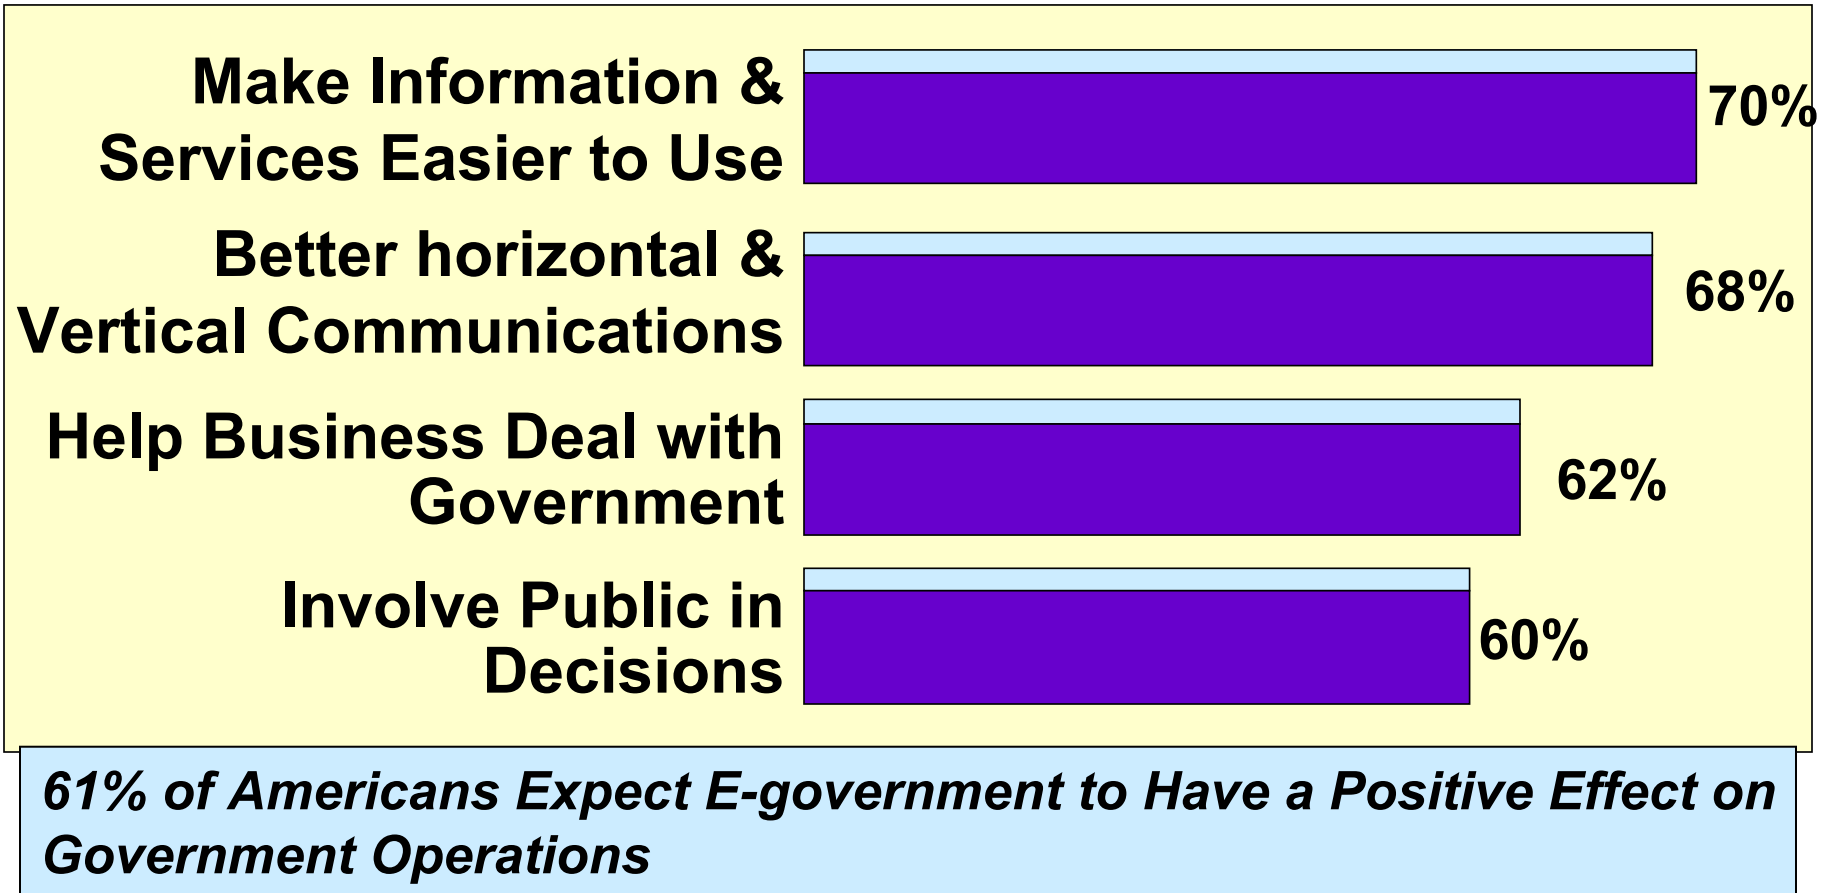 Make Information &
Services Easier to Use
70%
Better horizontal &
Vertical Communications
68%
Help Business Deal with
Government
62%
Involve Public in
Decisions
60%
61% of Americans Expect E-government to Have a Positive Effect on
Government Operations